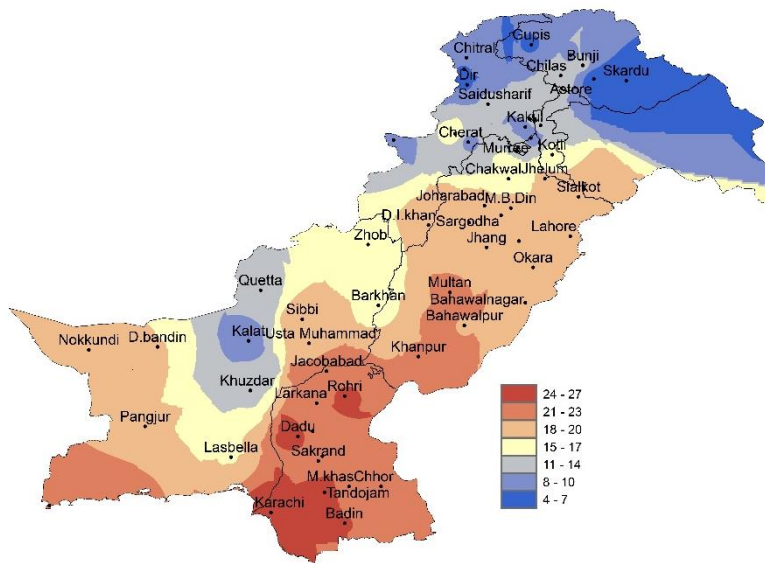 Gupis
Chitral
Bunji
Chilas
Skardu
Dir
Astore
Saidusharif
Kakul
Cherat
Murree
Kotli
ChakwalJhelum
Sialkot
Joharabad
M.B.Din
D.I.khan
Sargodha
Lahore
Zhob
Jhang
Okara
Quetta
Multan
Barkhan
Bahawalnagar
Sibbi
Bahawalpur
Nokkundi
D.bandin
Kalat
Usta Muhammad
Khanpur
Jacobabad
Khuzdar
Rohri
Larkana
24 - 27
21 - 23
Pangjur
18 - 20
Dadu
15 - 17
Lasbella
Sakrand
11 - 14
M.khasChhor
8 - 10
Tandojam
4 - 7
Karachi
Badin